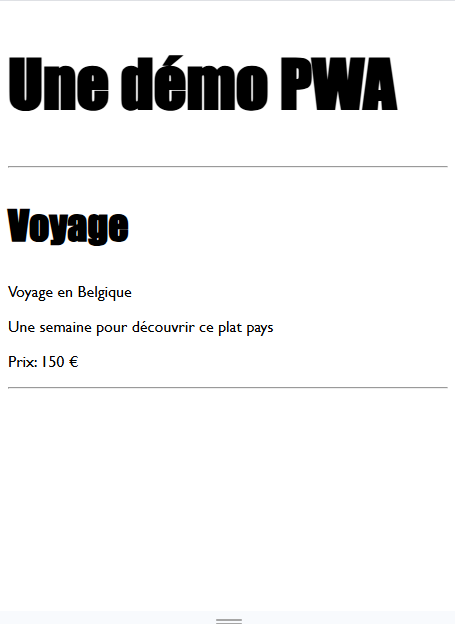 Une démo PWA
Voyage
Voyage en Belgique
Une semaine pour découvrir ce plat pays
Prix: 150 €